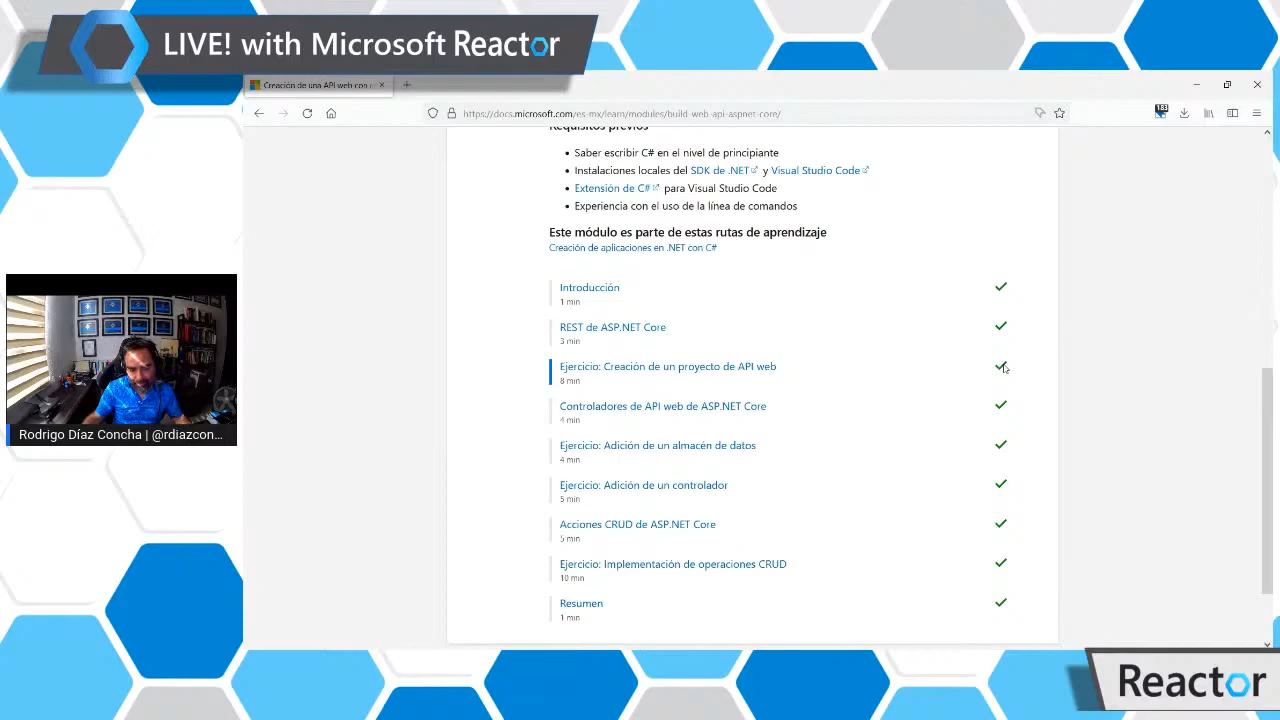 LIVE! with Microsoft Reactor
Creación de una API web con
https://docs.microsoft.com/es-mx/learn/modules/build-web-api-aspnet-core/
183
Requisitos previos
• Saber escribir C# en el nivel de principiante
• Instalaciones locales del SDK de .NET y Visual Studio Code
• Extensión de C# para Visual Studio Code
• Experiencia con el uso de la línea de comandos
Este módulo es parte de estas rutas de aprendizaje
Creación de aplicaciones en .NET con C#
Introducción
1 min
REST de ASP.NET Core
3 min
Ejercicio: Creación de un proyecto de API web
8 min
Controladores de API web de ASP.NET Core
4 min
Ejercicio: Adición de un almacén de datos
4 min
Ejercicio: Adición de un controlador
5 min
Acciones CRUD de ASP.NET Core
5 min
Ejercicio: Implementación de operaciones CRUD
10 min
Resumen
1 min
Rodrigo Díaz Concha | @rdiazcon...
Reactor